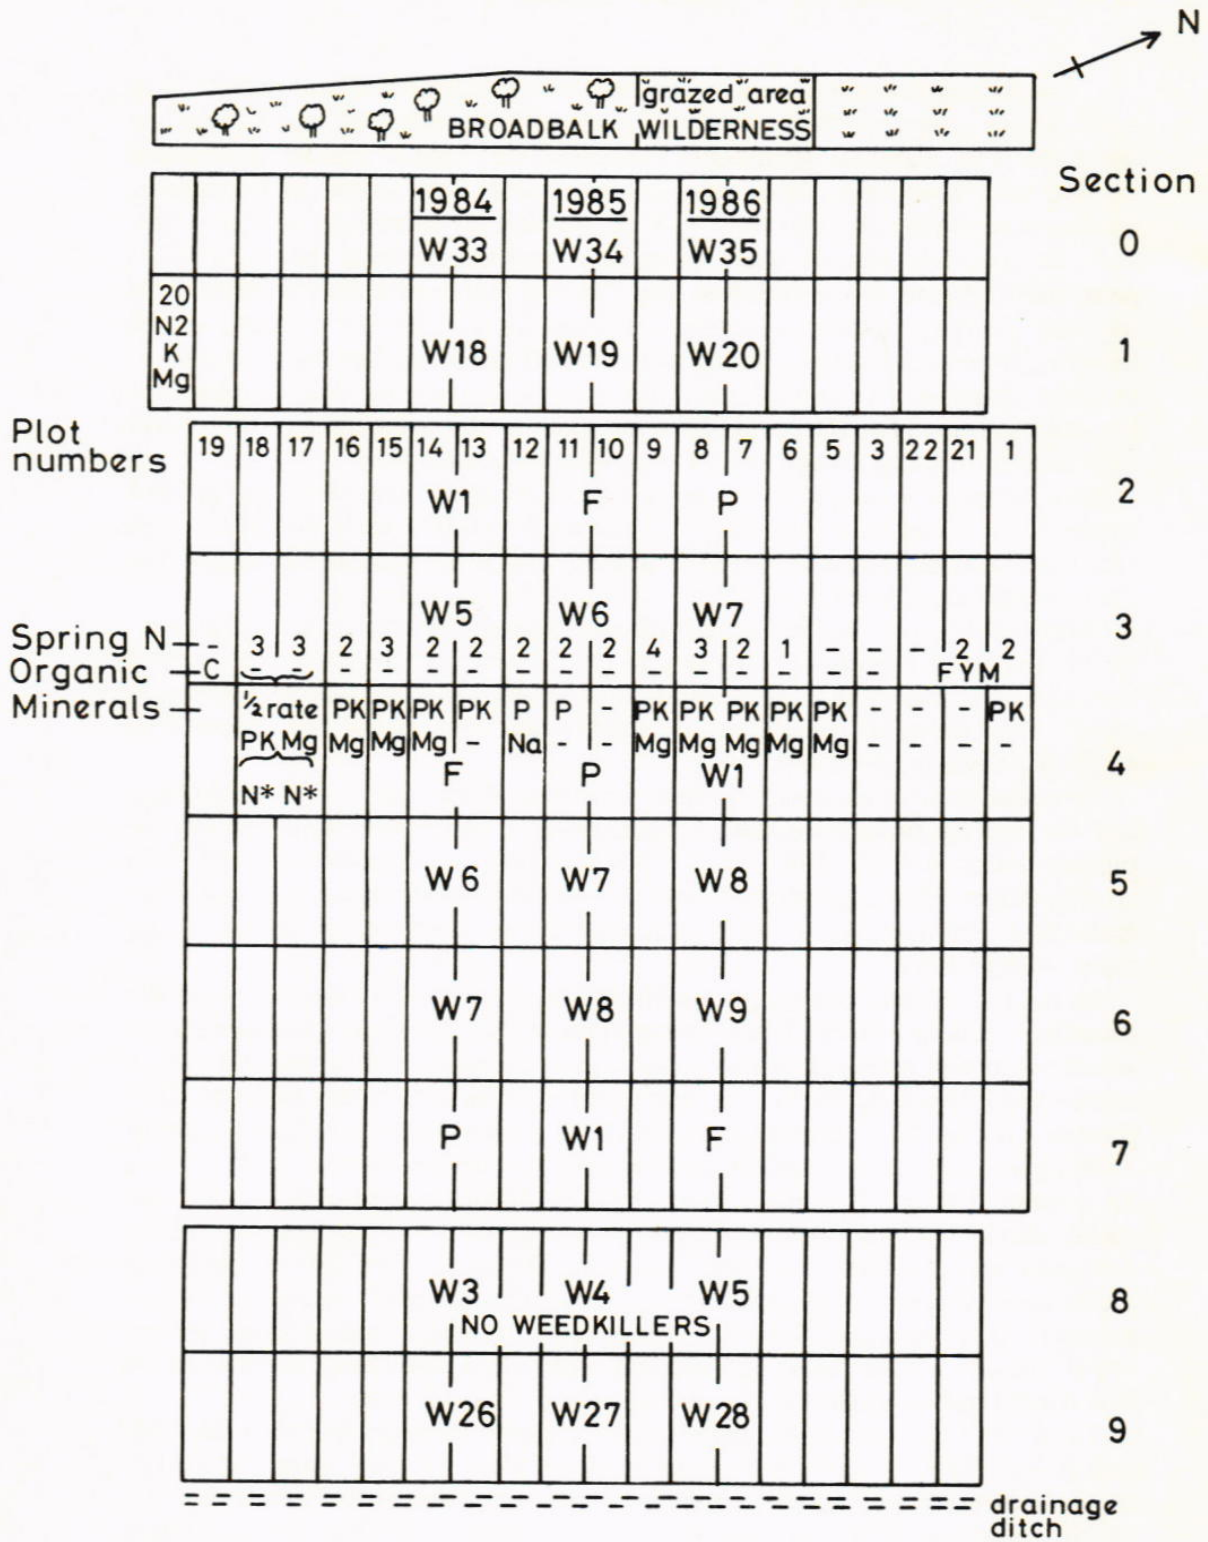 N
grazed area
BROADBALK WILDERNESS
Section
1984 1985 1986
W33 W34 W35 0
20
N2
K
Mg
W18 W19 W20 1
Plot
numbers
19 18 17 16 15 14 13 12 11 10 9 8 7 6 5 3 22 21 1
W1 F P 2
W5 W6 W7 3
Spring N - 3 3 2 3 2 2 2 2 2 4 3 2 1 - - - 2 2
Organic C - - - - - - - - - - - - - - - FYM
Minerals ½rate PK PK PK PK P P - PK PK PK PK PK - - - PK
PK Mg Mg Mg Mg - Na - - Mg Mg Mg Mg Mg - - - -
F P W1 4
N* N*
W6 W7 W8 5
W7 W8 W9 6
P W1 F 7
W3 W4 W5 8
NO WEEDKILLERS
W26 W27 W28 9
drainage
ditch